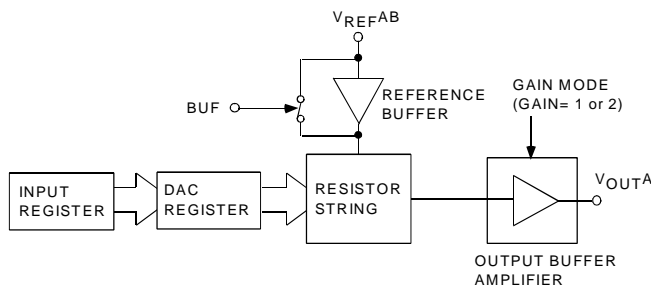 VREFAB
BUF
REFERENCE
BUFFER
GAIN MODE
(GAIN= 1 or 2)
INPUT
REGISTER
DAC
REGISTER
RESISTOR
STRING
VOUTA
OUTPUT BUFFER
AMPLIFIER